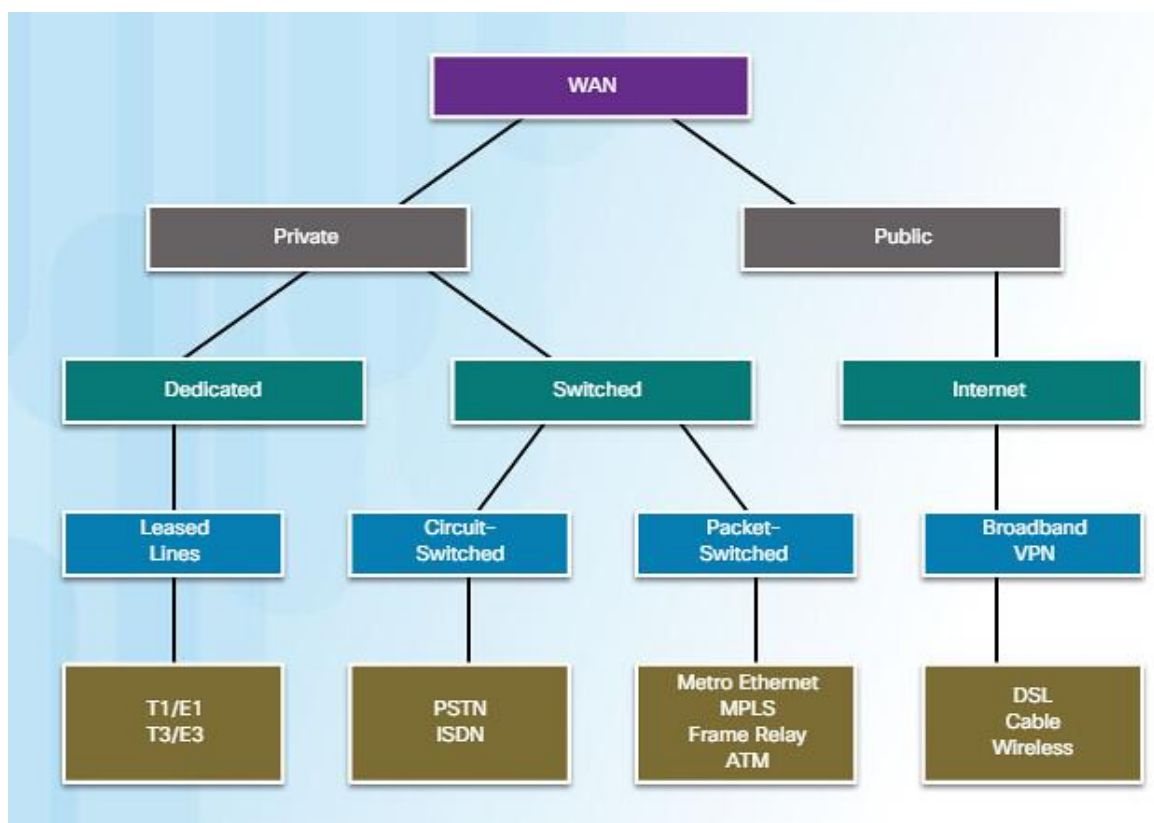 WAN
Private
Public
Dedicated
Switched
Internet
Leased
Lines
Circuit-
Switched
Packet-
Switched
Broadband
VPN
T1/E1
T3/E3
PSTN
ISDN
Metro Ethernet
MPLS
Frame Relay
ATM
DSL
Cable
Wireless